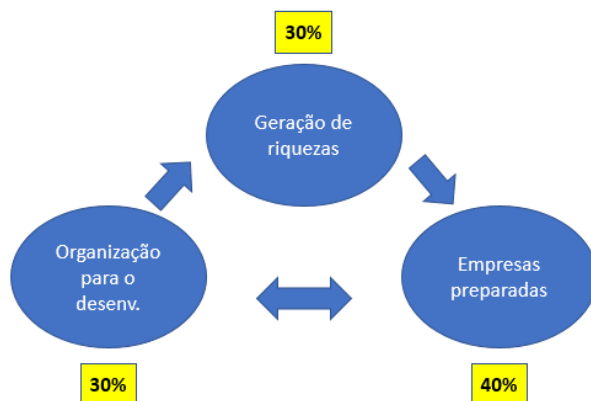 30%
Geração de
riquezas
Organização
para o
desenv.
Empresas
preparadas
30%
40%